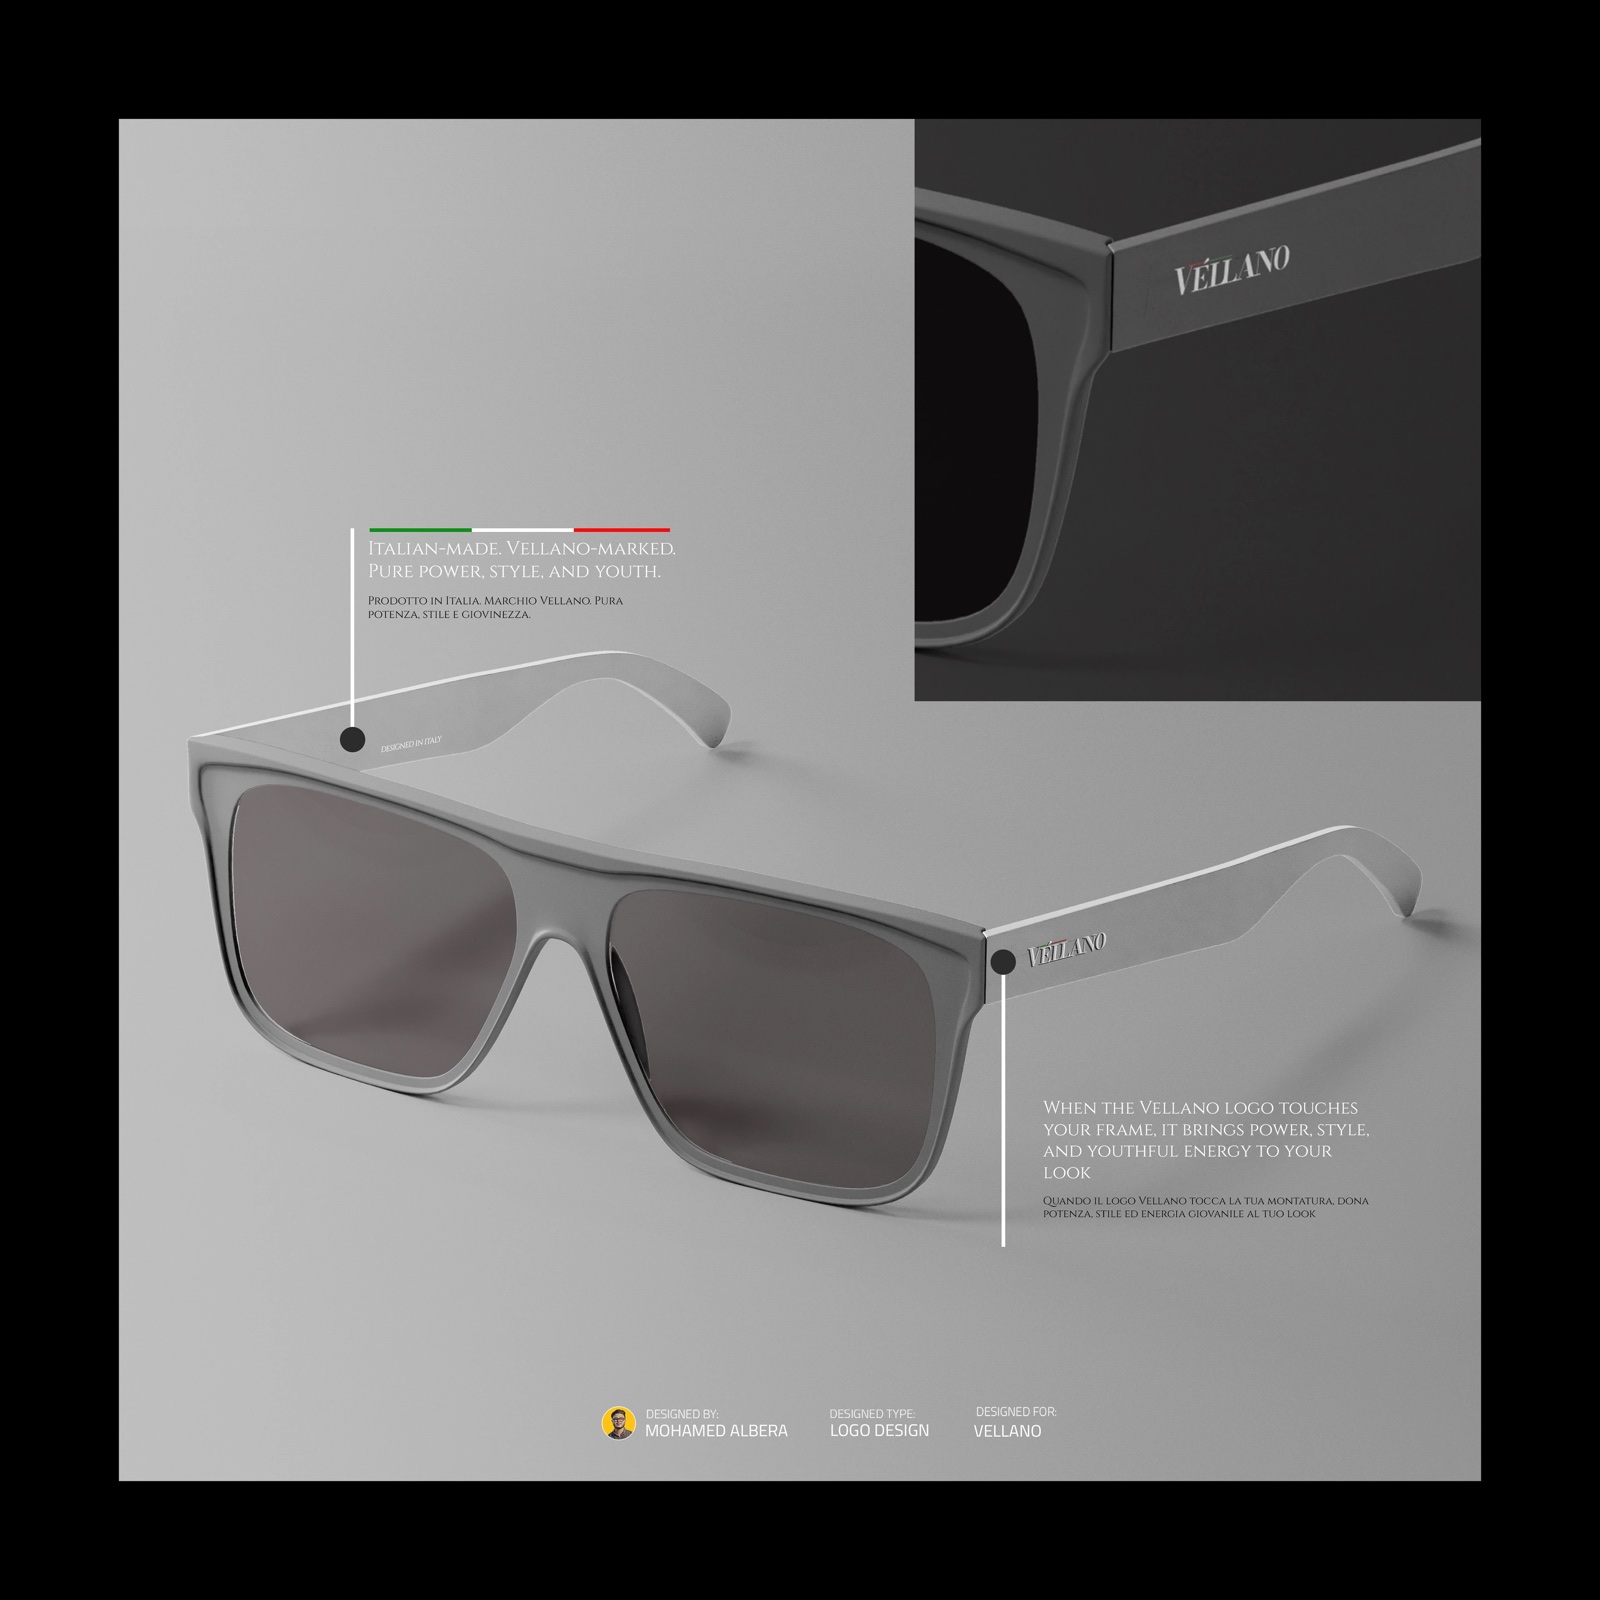 VÉLLANO
Italian-made. Vellano-marked.
Pure power, style, and youth.
Prodotto in Italia. Marchio Vellano. Pura
potenza, stile e giovinezza.
DESIGNED IN ITALY
VÉLLANO
When the Vellano logo touches
your frame, it brings power, style,
and youthful energy to your
look
Quando il logo Vellano tocca la tua montatura, dona
potenza, stile ed energia giovanile al tuo look
DESIGNED BY:
MOHAMED ALBERA
DESIGNED TYPE:
LOGO DESIGN
DESIGNED FOR:
VELLANO